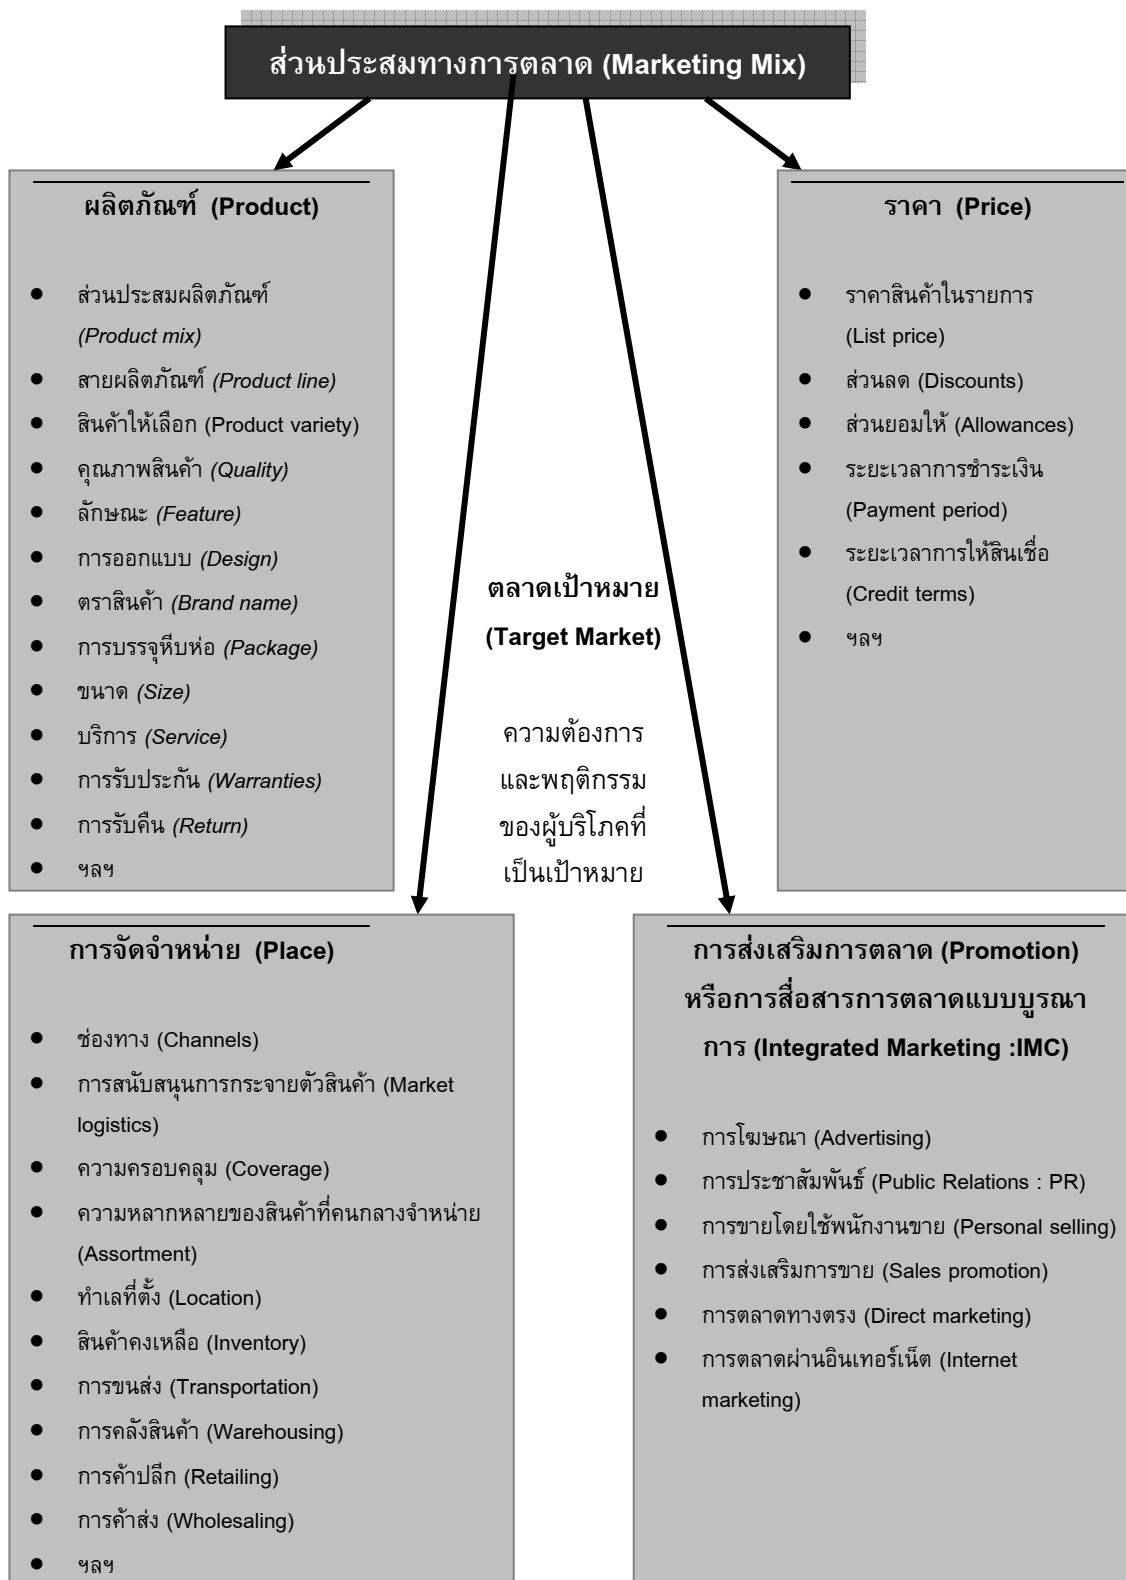 ส่วนประสมทางการตลาด (Marketing Mix)
ผลิตภัณฑ์ (Product)
● ส่วนประสมผลิตภัณฑ์
(Product mix)
● สายผลิตภัณฑ์ (Product line)
● สินค้าให้เลือก (Product variety)
● คุณภาพสินค้า (Quality)
● ลักษณะ (Feature)
● การออกแบบ (Design)
● ตราสินค้า (Brand name)
● การบรรจุหีบห่อ (Package)
● ขนาด (Size)
● บริการ (Service)
● การรับประกัน (Warranties)
● การรับคืน (Return)
● ฯลฯ
ราคา (Price)
● ราคาสินค้าในรายการ
(List price)
● ส่วนลด (Discounts)
● ส่วนยอมให้ (Allowances)
● ระยะเวลาการชำระเงิน
(Payment period)
● ระยะเวลาการให้สินเชื่อ
(Credit terms)
● ฯลฯ
ตลาดเป้าหมาย
(Target Market)
ความต้องการ
และพฤติกรรม
ของผู้บริโภคที่
เป็นเป้าหมาย
การจัดจำหน่าย (Place)
● ช่องทาง (Channels)
● การสนับสนุนการกระจายตัวสินค้า (Market
logistics)
● ความครอบคลุม (Coverage)
● ความหลากหลายของสินค้าที่คนกลางจำหน่าย
(Assortment)
● ทำเลที่ตั้ง (Location)
● สินค้าคงเหลือ (Inventory)
● การขนส่ง (Transportation)
● การคลังสินค้า (Warehousing)
● การค้าปลีก (Retailing)
● การค้าส่ง (Wholesaling)
● ฯลฯ
การส่งเสริมการตลาด (Promotion)
หรือการสื่อสารการตลาดแบบบูรณา
การ (Integrated Marketing :IMC)
● การโฆษณา (Advertising)
● การประชาสัมพันธ์ (Public Relations : PR)
● การขายโดยใช้พนักงานขาย (Personal selling)
● การส่งเสริมการขาย (Sales promotion)
● การตลาดทางตรง (Direct marketing)
● การตลาดผ่านอินเทอร์เน็ต (Internet
marketing)